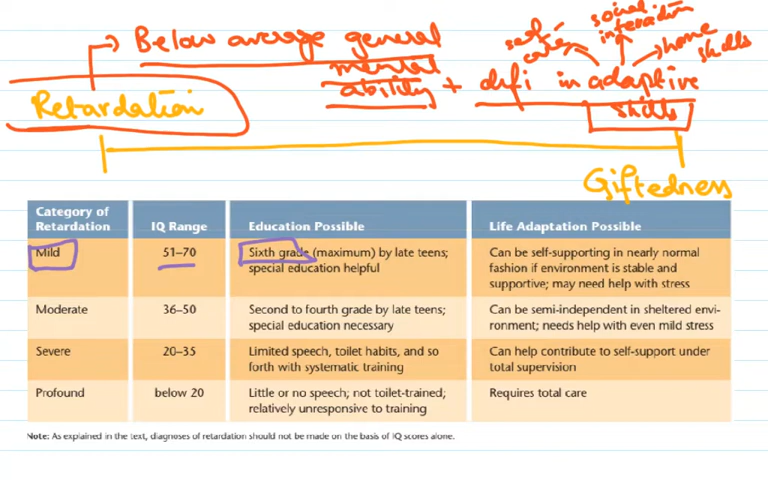 Below average general
mental
ability + difi in adaptive
skills
self
care
social
interaction
home
skills
Retardation
Giftedness
Category of
Retardation
IQ Range
Education Possible
Life Adaptation Possible
Mild
51–70
Sixth grade (maximum) by late teens;
special education helpful
Can be self-supporting in nearly normal
fashion if environment is stable and
supportive; may need help with stress
Moderate
36–50
Second to fourth grade by late teens;
special education necessary
Can be semi-independent in sheltered envi-
ronment; needs help with even mild stress
Severe
20–35
Limited speech, toilet habits, and so
forth with systematic training
Can help contribute to self-support under
total supervision
Profound
below 20
Little or no speech; not toilet-trained;
relatively unresponsive to training
Requires total care
Note: As explained in the text, diagnoses of retardation should not be made on the basis of IQ scores alone.